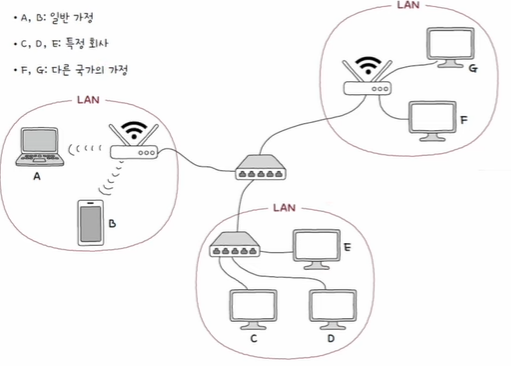 • A, B: 일반 가정
• C, D, E: 특정 회사
• F, G: 다른 국가의 가정
LAN
G
F
LAN
A
B
LAN
E
C
D